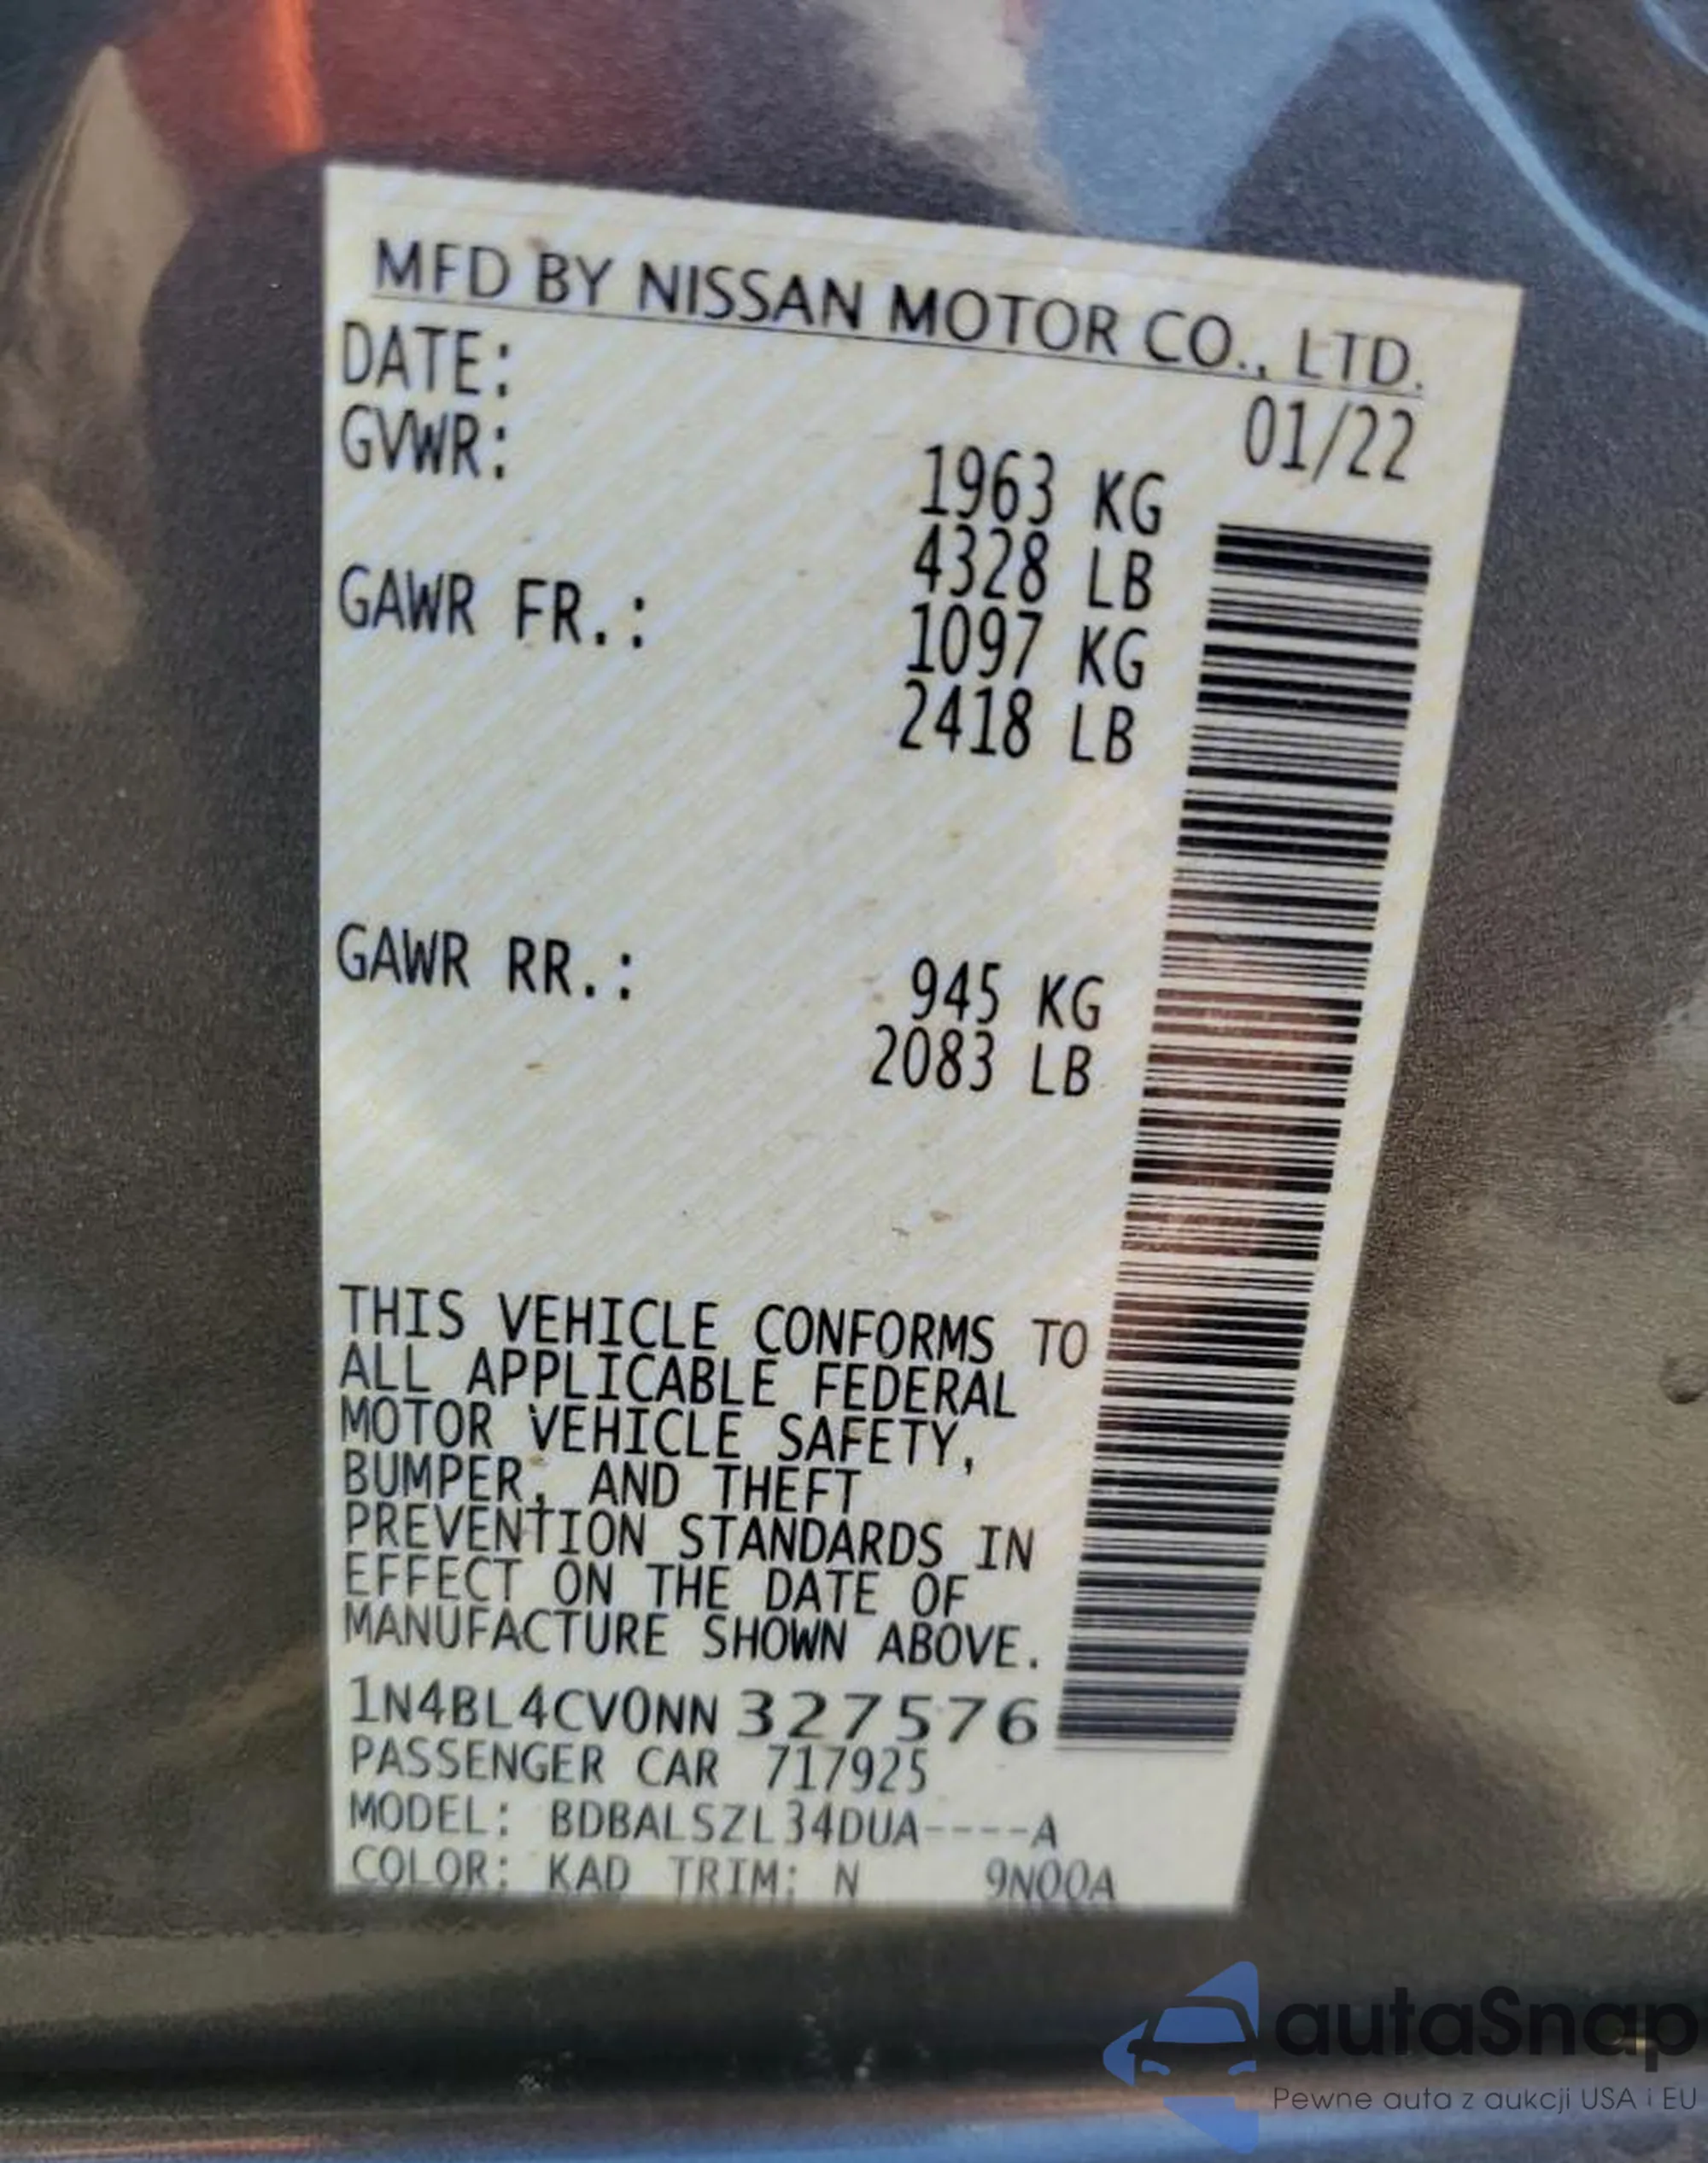 MFD BY NISSAN MOTOR CO., LTD.
DATE: 01/22
GVWR: 1963 KG
4328 LB
GAWR FR.: 1097 KG
2418 LB
GAWR RR.: 945 KG
2083 LB
THIS VEHICLE CONFORMS TO
ALL APPLICABLE FEDERAL
MOTOR VEHICLE SAFETY,
BUMPER, AND THEFT
PREVENTION STANDARDS IN
EFFECT ON THE DATE OF
MANUFACTURE SHOWN ABOVE.
1N4BL4CV0NN327576
PASSENGER CAR 717925
MODEL: BDBALSZL34DUA----A
COLOR: KAD TRIM: N 9N00A
autaSnap
Pewne auta z aukcji USA i EU